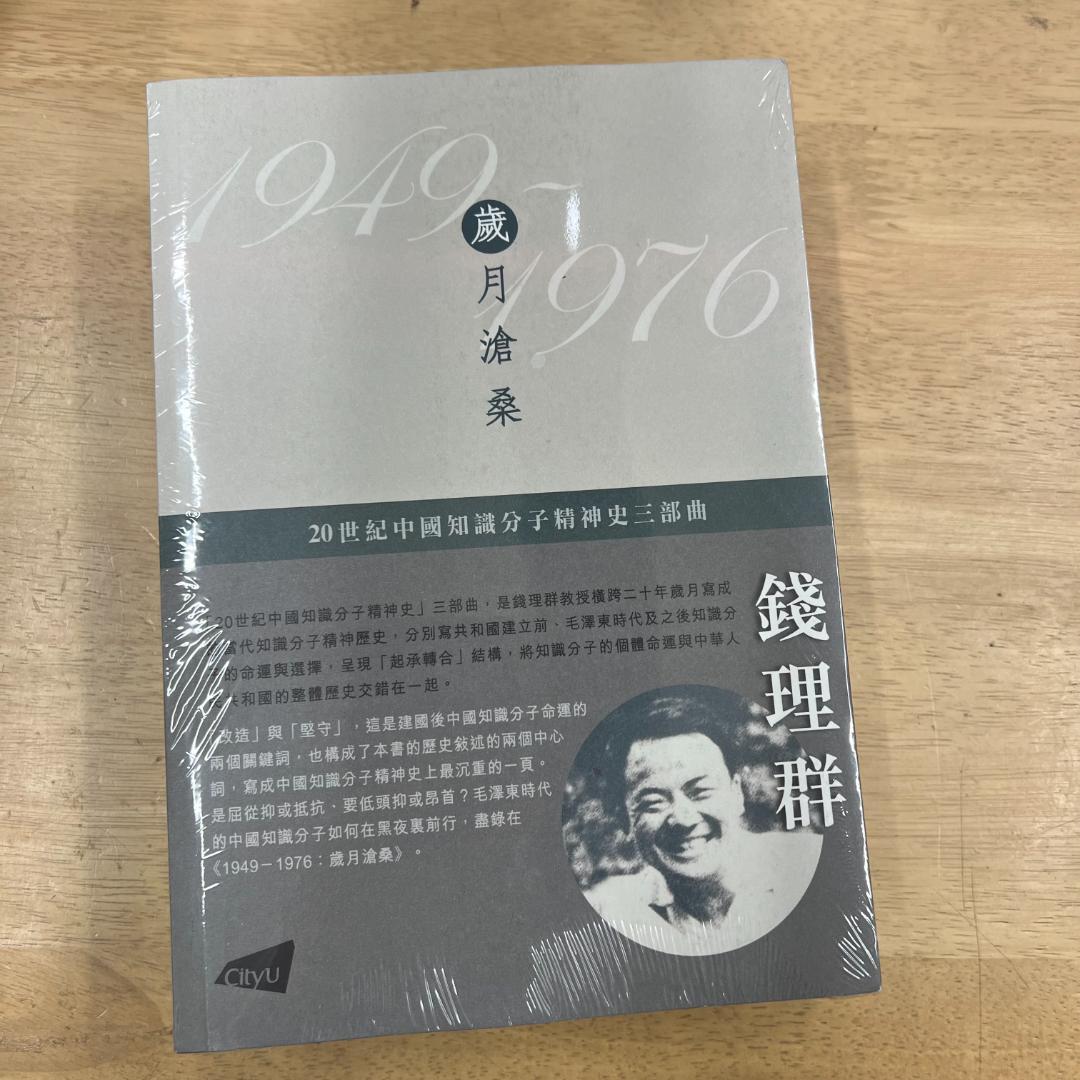 1949-
1976
歲月滄桑
20世紀中國知識分子精神史三部曲
錢理群
「20世紀中國知識分子精神史」三部曲，是錢理群教授橫跨二十年歲月寫成
當代知識分子精神歷史，分別寫共和國建立前、毛澤東時代及之後知識分
的命運與選擇，呈現「起承轉合」結構，將知識分子的個體命運與中華人
共和國的整體歷史交錯在一起。
「改造」與「堅守」，這是建國後中國知識分子命運的
兩個關鍵詞，也構成了本書的歷史敍述的兩個中心
詞，寫成中國知識分子精神史上最沉重的一頁。
是屈從抑或抵抗、要低頭抑或昂首？毛澤東時代
的中國知識分子如何在黑夜裏前行，盡錄在
《1949－1976：歲月滄桑》。
CityU